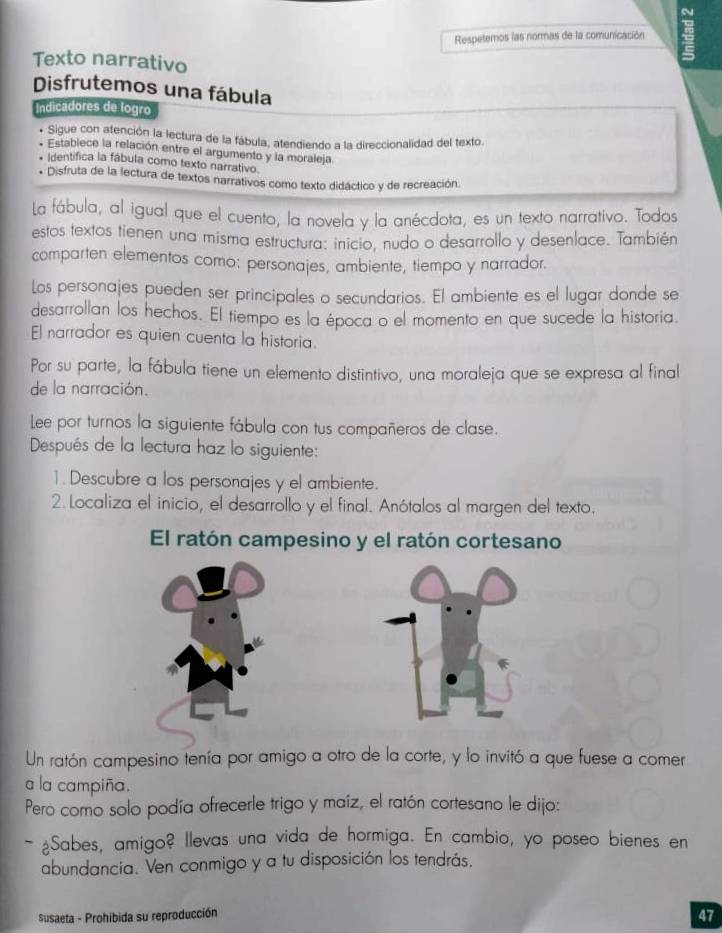 Respetemos las normas de la comunicación
Unidad 2
Texto narrativo
Disfrutemos una fábula
Indicadores de logro
• Sigue con atención la lectura de la fábula, atendiendo a la direccionalidad del texto.
• Establece la relación entre el argumento y la moraleja.
• Identifica la fábula como texto narrativo.
• Disfruta de la lectura de textos narrativos como texto didáctico y de recreación.
La fábula, al igual que el cuento, la novela y la anécdota, es un texto narrativo. Todos
estos textos tienen una misma estructura: inicio, nudo o desarrollo y desenlace. También
comparten elementos como: personajes, ambiente, tiempo y narrador.
Los personajes pueden ser principales o secundarios. El ambiente es el lugar donde se
desarrollan los hechos. El tiempo es la época o el momento en que sucede la historia.
El narrador es quien cuenta la historia.
Por su parte, la fábula tiene un elemento distintivo, una moraleja que se expresa al final
de la narración.
Lee por turnos la siguiente fábula con tus compañeros de clase.
Después de la lectura haz lo siguiente:
1. Descubre a los personajes y el ambiente.
2. Localiza el inicio, el desarrollo y el final. Anótalos al margen del texto.
El ratón campesino y el ratón cortesano
Un ratón campesino tenía por amigo a otro de la corte, y lo invitó a que fuese a comer
a la campiña.
Pero como solo podía ofrecerle trigo y maíz, el ratón cortesano le dijo:
- ¿Sabes, amigo? llevas una vida de hormiga. En cambio, yo poseo bienes en
abundancia. Ven conmigo y a tu disposición los tendrás.
susaeta - Prohibida su reproducción
47